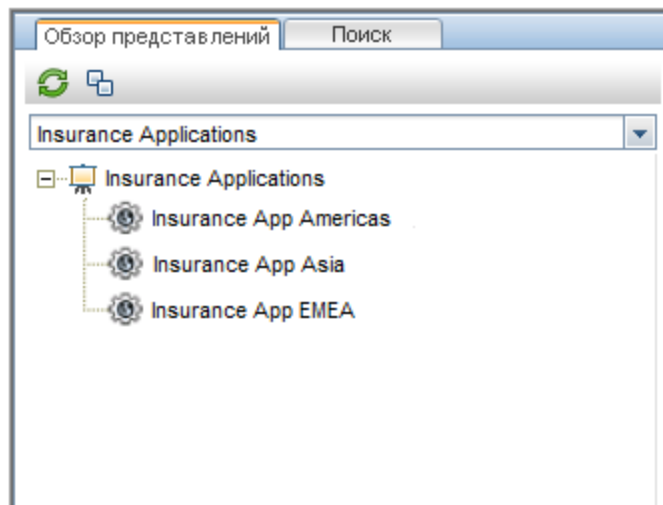 Обзор представлений Поиск
Insurance Applications
Insurance Applications
Insurance App Americas
Insurance App Asia
Insurance App EMEA